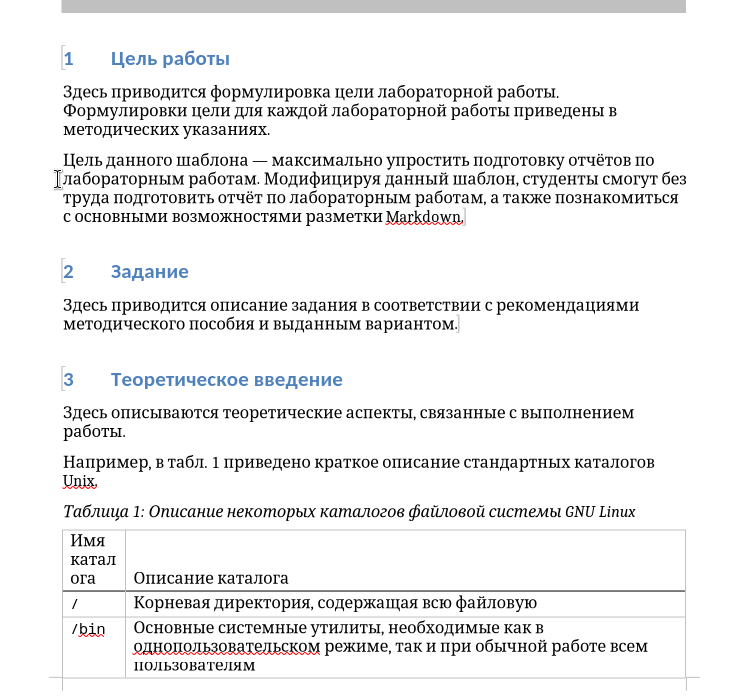 1 Цель работы
Здесь приводится формулировка цели лабораторной работы.
Формулировки цели для каждой лабораторной работы приведены в
методических указаниях.
Цель данного шаблона — максимально упростить подготовку отчётов по
лабораторным работам. Модифицируя данный шаблон, студенты смогут без
труда подготовить отчёт по лабораторным работам, а также познакомиться
с основными возможностями разметки Markdown.
2 Задание
Здесь приводится описание задания в соответствии с рекомендациями
методического пособия и выданным вариантом.
3 Теоретическое введение
Здесь описываются теоретические аспекты, связанные с выполнением
работы.
Например, в табл. 1 приведено краткое описание стандартных каталогов
Unix.
Таблица 1: Описание некоторых каталогов файловой системы GNU Linux
Имя
катал
ога
Описание каталога
/ Корневая директория, содержащая всю файловую
/bin Основные системные утилиты, необходимые как в
однопользовательском режиме, так и при обычной работе всем
пользователям